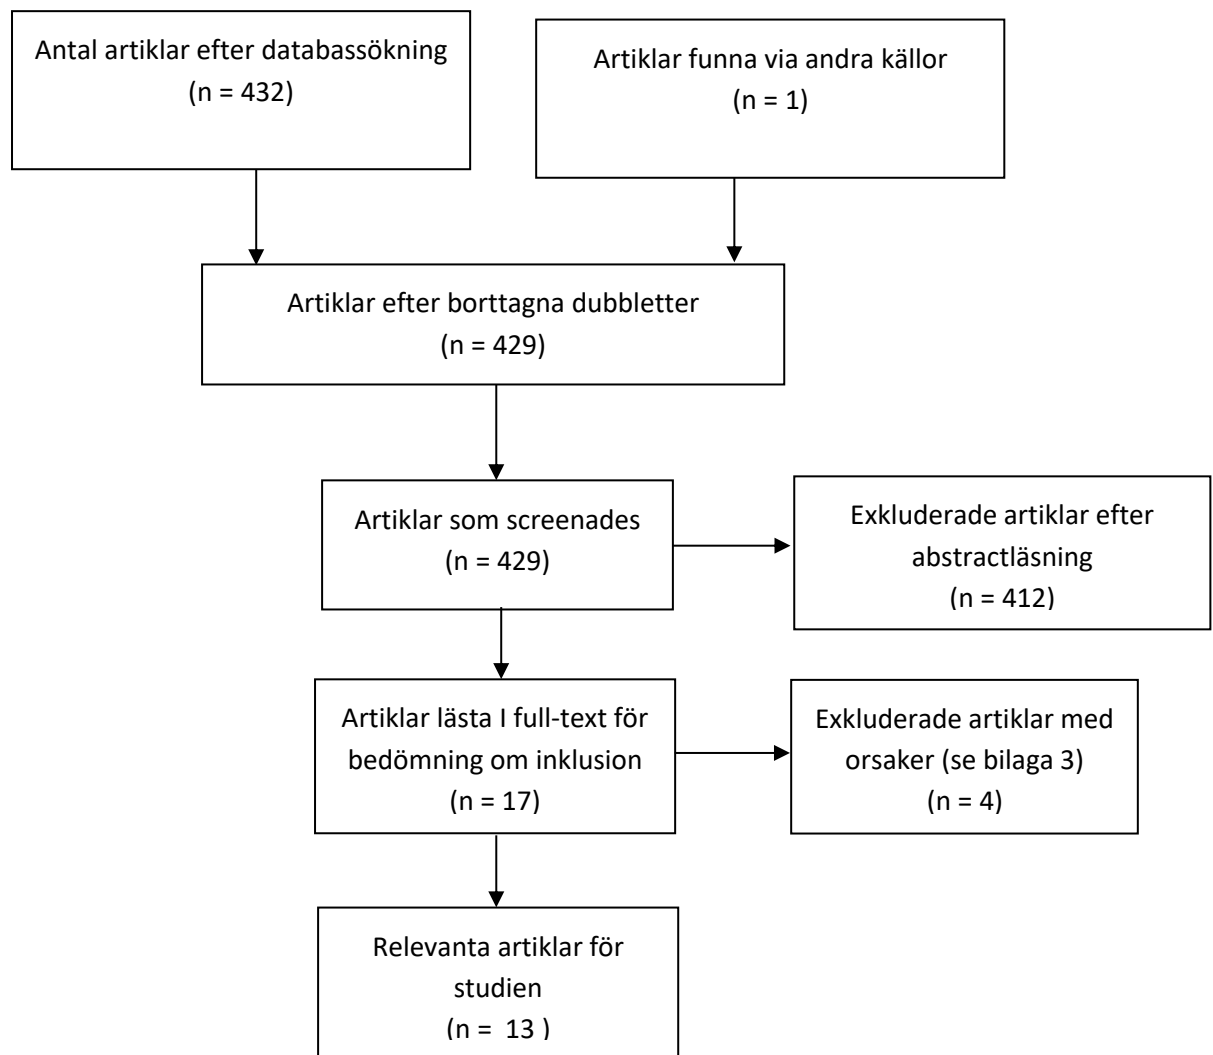 Antal artiklar efter databassökning
(n = 432)
Artiklar funna via andra källor
(n = 1)
Artiklar efter borttagna dubbletter
(n = 429)
Artiklar som screenades
(n = 429)
Exkluderade artiklar efter
abstractläsning
(n = 412)
Artiklar lästa I full-text för
bedömning om inklusion
(n = 17)
Exkluderade artiklar med
orsaker (se bilaga 3)
(n = 4)
Relevanta artiklar för
studien
(n =  13 )